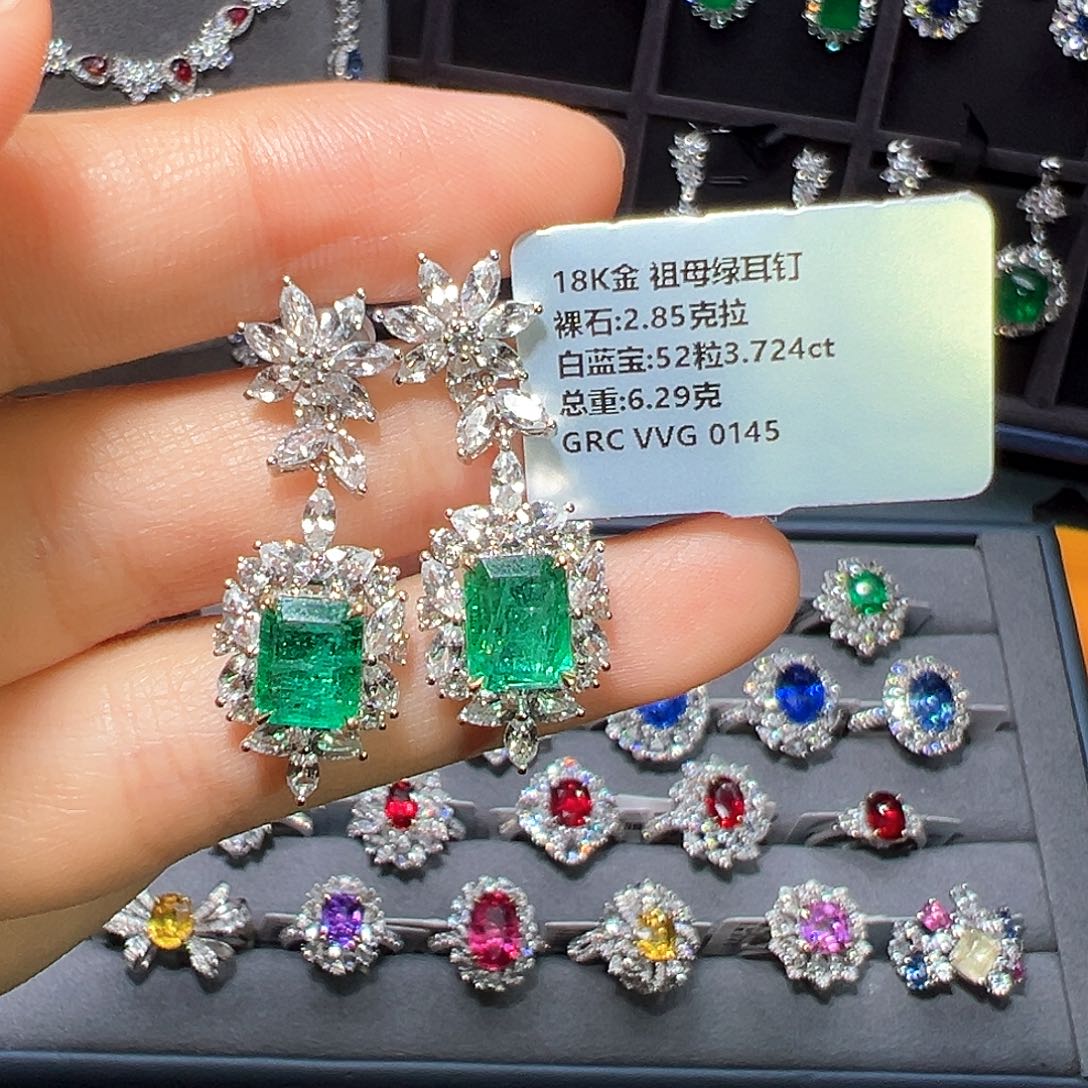 18K金 祖母绿耳钉
裸石:2.85克拉
白蓝宝:52粒3.724ct
总重:6.29克
GRC VVG 0145